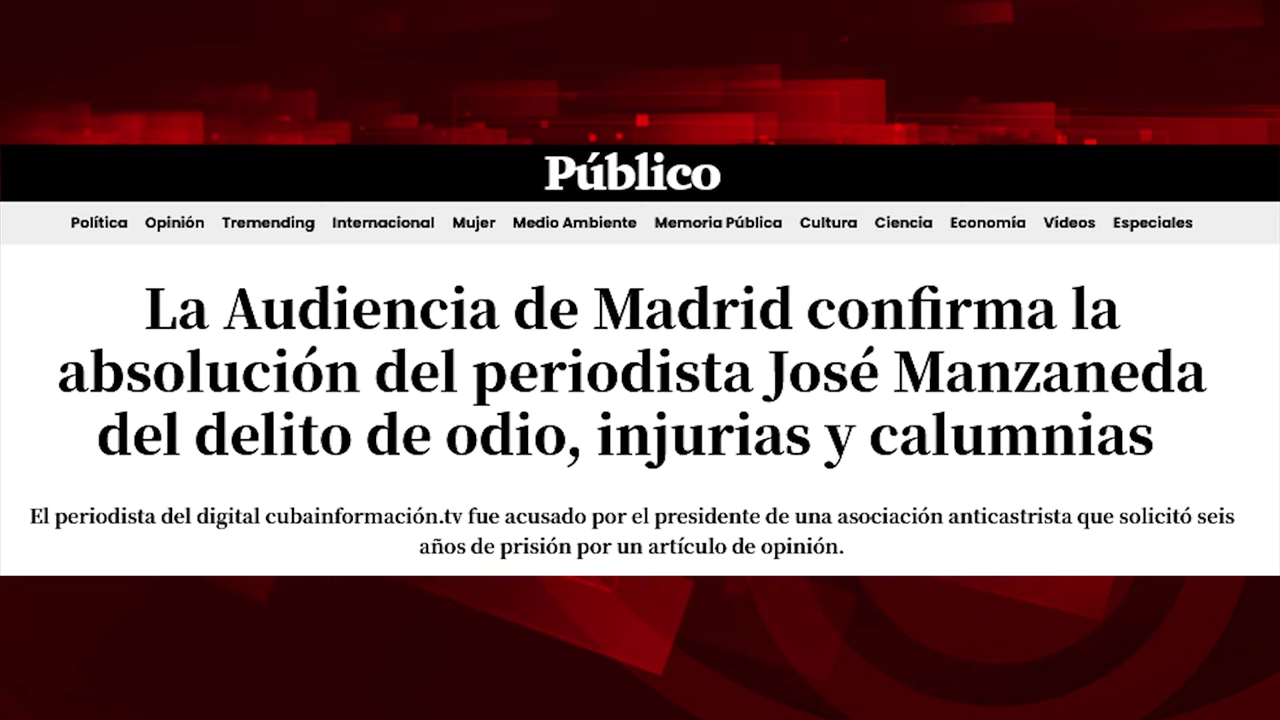 Público
Política Opinión Tremending Internacional Mujer Medio Ambiente Memoria Pública Cultura Ciencia Economía Vídeos Especiales
La Audiencia de Madrid confirma la
absolución del periodista José Manzaneda
del delito de odio, injurias y calumnias
El periodista del digital cubainformación.tv fue acusado por el presidente de una asociación anticastrista que solicitó seis
años de prisión por un artículo de opinión.